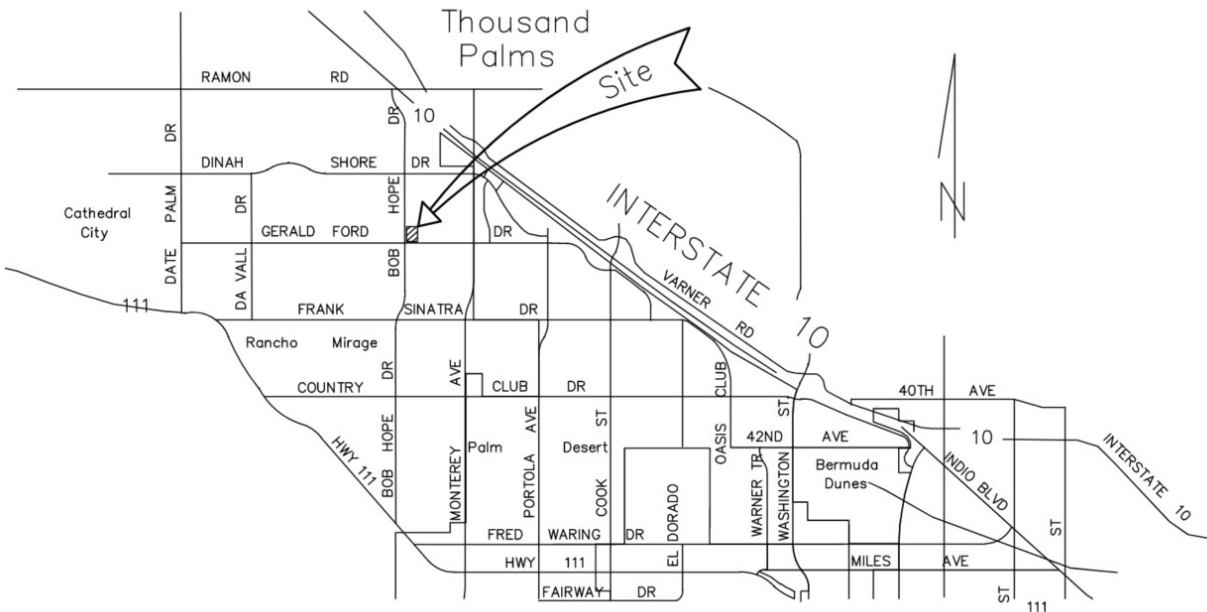 Thousand
Palms
Site
RAMON RD
10
DR
DR
DINAH SHORE DR
HOPE
PALM
DR
Cathedral
City
GERALD FORD DR
BOB
DATE
DA VALL
INTERSTATE 10
VARNER
RD
N
111
FRANK SINATRA DR
Rancho Mirage
DR
AVE
COUNTRY CLUB DR
CLUB
40TH AVE
ST
HWY 111
BOB HOPE
MONTEREY
Palm Desert
PORTOLA AVE
COOK ST
OASIS
42ND AVE
10
INTERSTATE 10
INDIO BLVD
Bermuda
Dunes
WARNER TR
WASHINGTON
EL DORADO
FRED WARING DR
HWY 111
MILES AVE
ST
FAIRWAY DR
ST
111